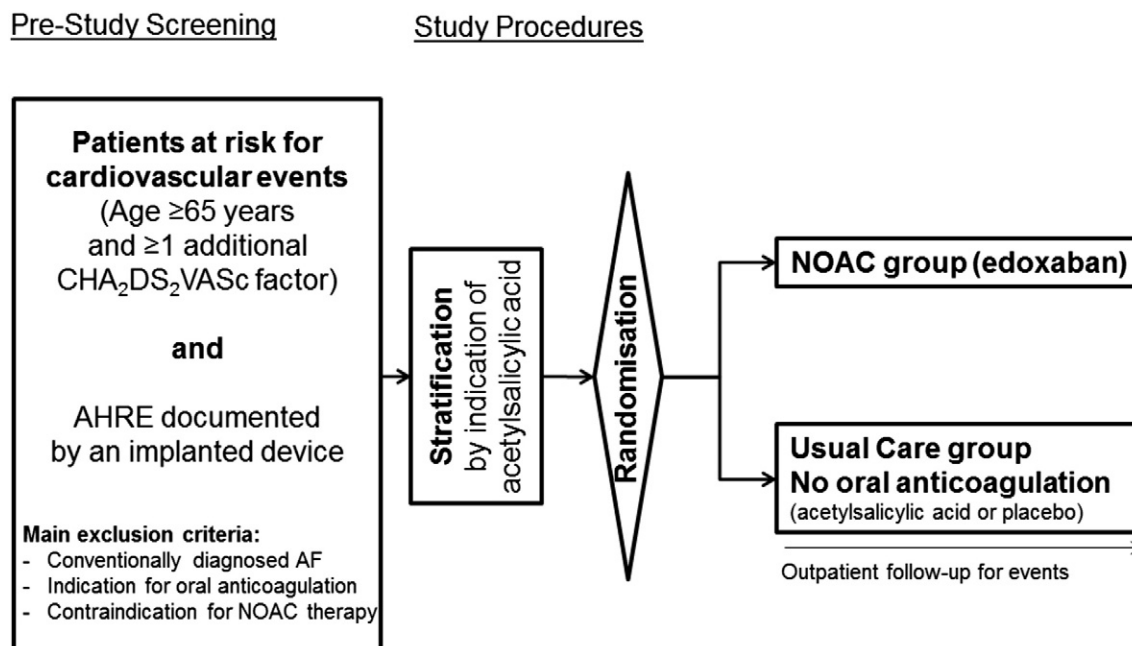 Pre-Study Screening
Study Procedures
Patients at risk for
cardiovascular events
(Age ≥65 years
and ≥1 additional
CHA₂DS₂VASc factor)
and
AHRE documented
by an implanted device
Main exclusion criteria:
- Conventionally diagnosed AF
- Indication for oral anticoagulation
- Contraindication for NOAC therapy
Stratification
by indication of
acetylsalicylic acid
Randomisation
NOAC group (edoxaban)
Usual Care group
No oral anticoagulation
(acetylsalicylic acid or placebo)
Outpatient follow-up for events